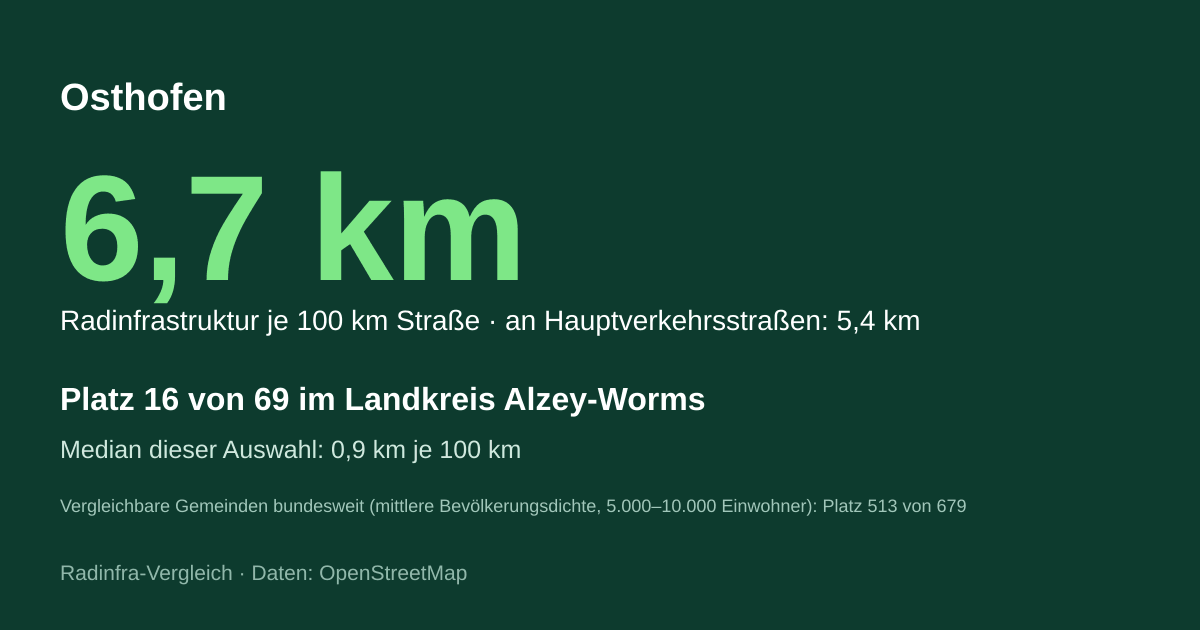 Osthofen
6,7 km
Radinfrastruktur je 100 km Straße · an Hauptverkehrsstraßen: 5,4 km
Platz 16 von 69 im Landkreis Alzey-Worms
Median dieser Auswahl: 0,9 km je 100 km
Vergleichbare Gemeinden bundesweit (mittlere Bevölkerungsdichte, 5.000–10.000 Einwohner): Platz 513 von 679
Radinfra-Vergleich · Daten: OpenStreetMap